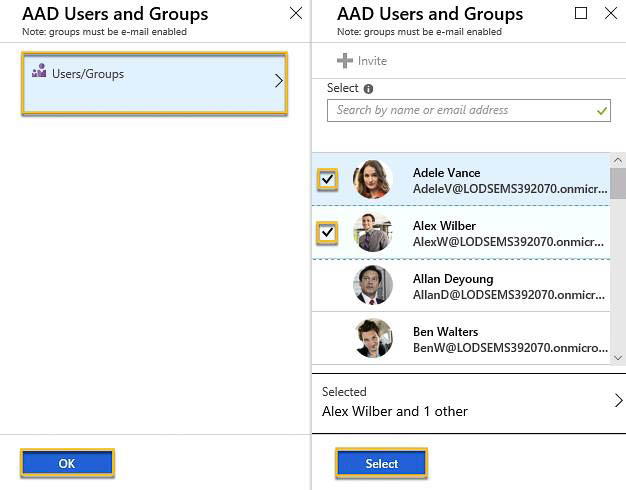 AAD Users and Groups
Note: groups must be e-mail enabled
Users/Groups
OK
AAD Users and Groups
Note: groups must be e-mail enabled
Invite
Select
Search by name or email address
Adele Vance
AdeleV@LODSEMS392070.onmicr...
Alex Wilber
AlexW@LODSEMS392070.onmicr...
Allan Deyoung
AllanD@LODSEMS392070.onmicr...
Ben Walters
BenW@LODSEMS392070.onmicro...
Selected
Alex Wilber and 1 other
Select